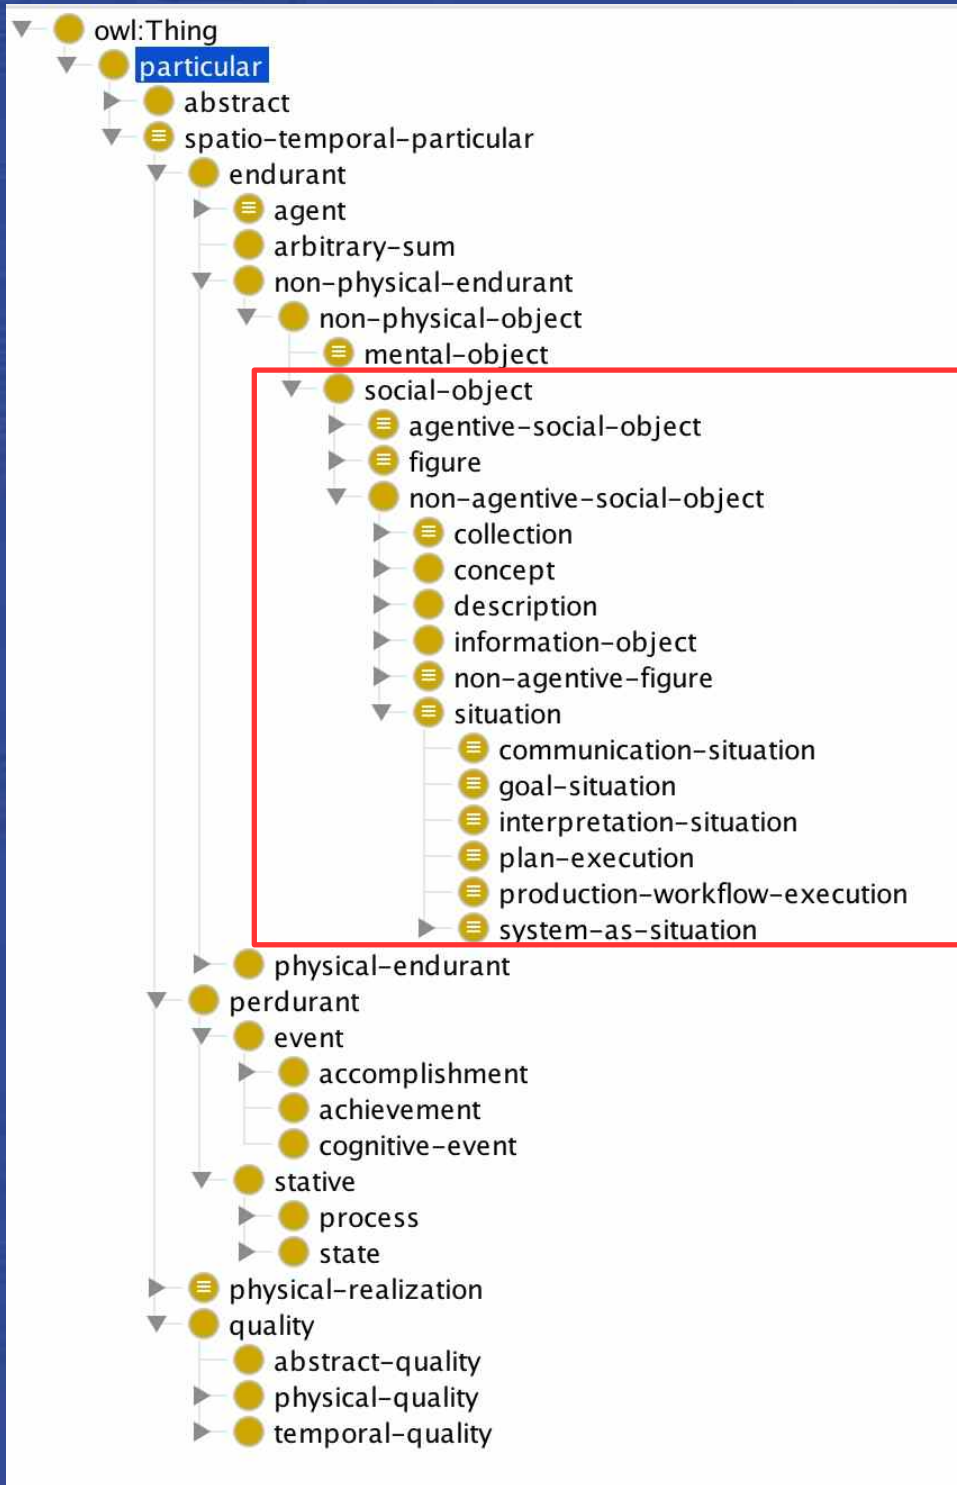 owl:Thing
particular
abstract
spatio-temporal-particular
endurant
agent
arbitrary-sum
non-physical-endurant
non-physical-object
mental-object
social-object
agentive-social-object
figure
non-agentive-social-object
collection
concept
description
information-object
non-agentive-figure
situation
communication-situation
goal-situation
interpretation-situation
plan-execution
production-workflow-execution
system-as-situation
physical-endurant
perdurant
event
accomplishment
achievement
cognitive-event
stative
process
state
physical-realization
quality
abstract-quality
physical-quality
temporal-quality